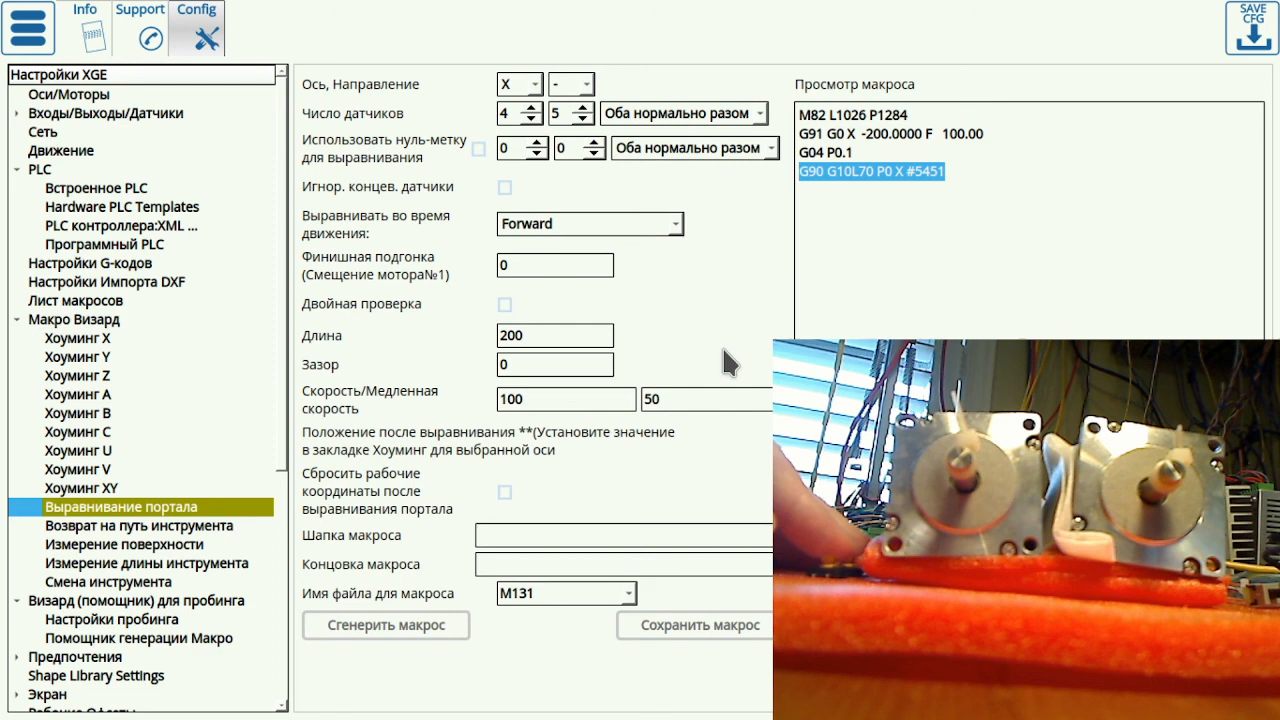 Info
Support
Config
SAVE
CFG
Настройки XGE
Оси/Моторы
Входы/Выходы/Датчики
Сеть
Движение
PLC
Встроенное PLC
Hardware PLC Templates
PLC контроллера:XML ...
Программный PLC
Настройки G-кодов
Настройки Импорта DXF
Лист макросов
Макро Визард
Хоуминг X
Хоуминг Y
Хоуминг Z
Хоуминг A
Хоуминг B
Хоуминг C
Хоуминг U
Хоуминг V
Хоуминг XY
Выравнивание портала
Возврат на путь инструмента
Измерение поверхности
Измерение длины инструмента
Смена инструмента
Визард (помощник) для пробинга
Настройки пробинга
Помощник генерации Макро
Предпочтения
Shape Library Settings
Экран
Ось, Направление
X
-
Число датчиков
4
5
Оба нормально разом
Использовать нуль-метку
для выравнивания
0
0
Оба нормально разом
Игнор. концев. датчики
Выравнивать во время
движения:
Forward
Финишная подгонка
(Смещение мотора№1)
0
Двойная проверка
Длина
200
Зазор
0
Скорость/Медленная
скорость
100
50
Положение после выравнивания **(Установите значение
в закладке Хоуминг для выбранной оси
Сбросить рабочие
координаты после
выравнивания портала
Шапка макроса
Концовка макроса
Имя файла для макроса
M131
Сгенерить макрос
Сохранить макрос
Просмотр макроса
M82 L1026 P1284
G91 G0 X -200.0000 F 100.00
G04 P0.1
G90 G10L70 P0 X #5451